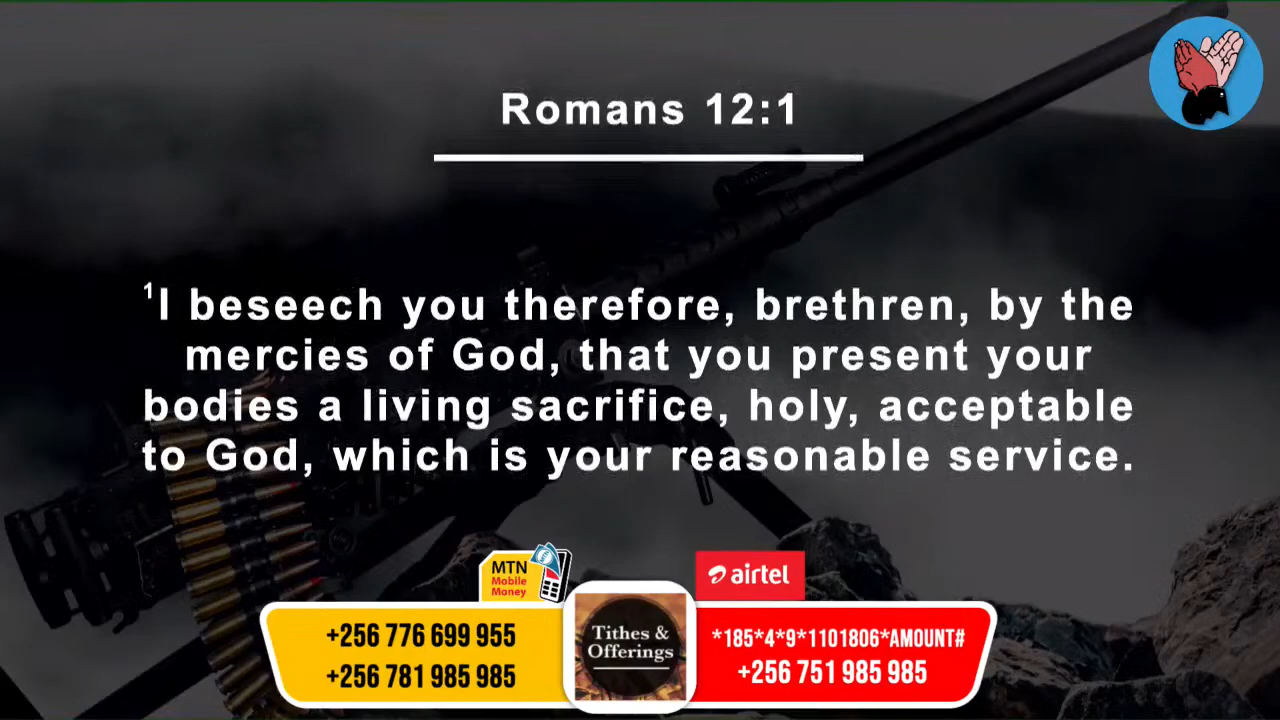 Romans 12:1
¹I beseech you therefore, brethren, by the
mercies of God, that you present your
bodies a living sacrifice, holy, acceptable
to God, which is your reasonable service.
MTN
Mobile
Money
airtel
+256 776 699 955
+256 781 985 985
Tithes &
Offerings
*185*4*9*1101806*AMOUNT#
+256 751 985 985